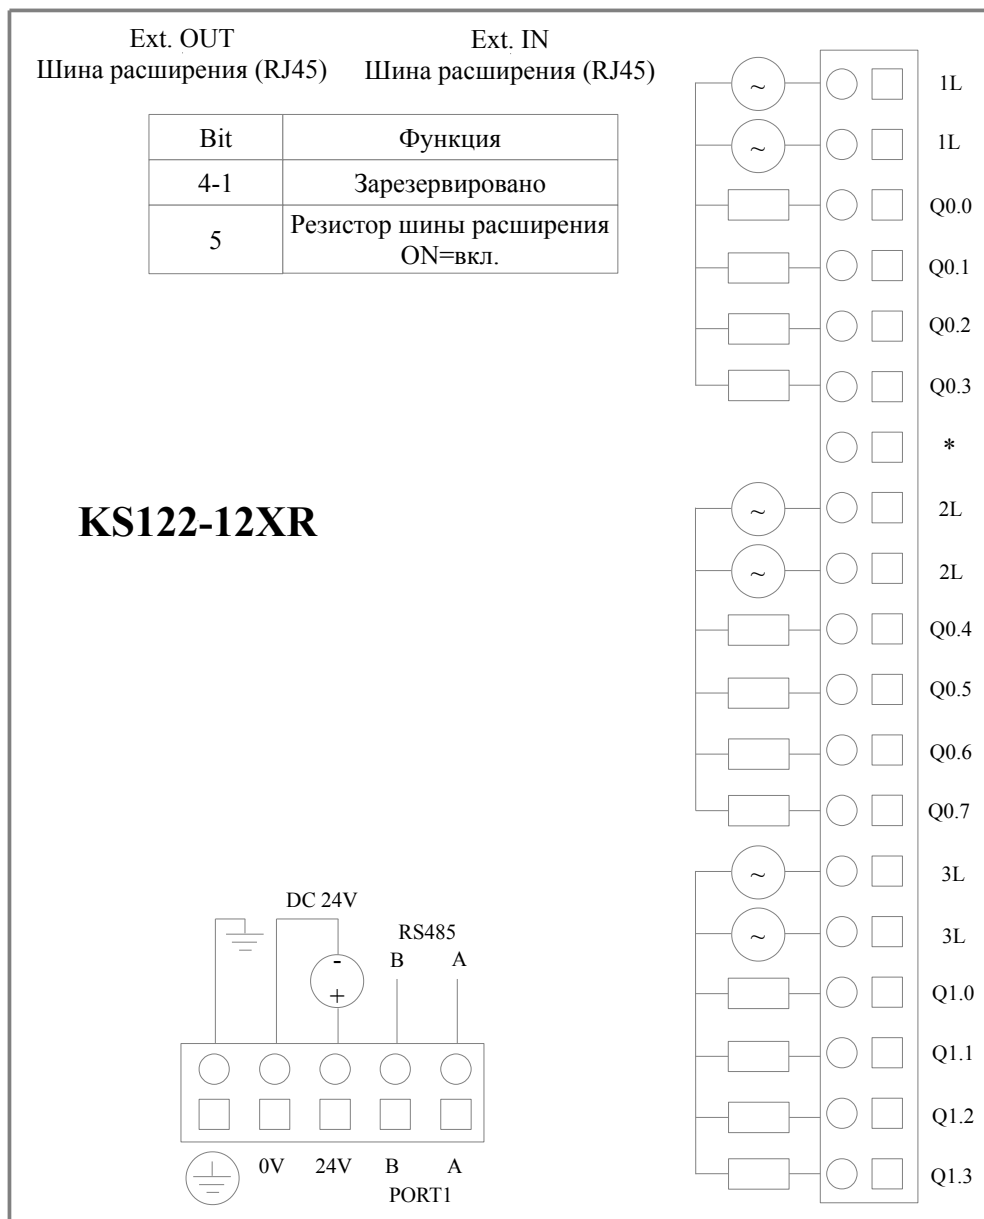 Ext. OUT
Ext. IN
Шина расширения (RJ45)
Шина расширения (RJ45)
Bit
Функция
4-1
Зарезервировано
5
Резистор шины расширения
ON=вкл.
KS122-12XR
~
1L
~
1L
Q0.0
Q0.1
Q0.2
Q0.3
*
~
2L
~
2L
Q0.4
Q0.5
Q0.6
Q0.7
~
3L
~
3L
Q1.0
Q1.1
Q1.2
Q1.3
DC 24V
RS485
B
A
-
+
0V
24V
B
A
PORT1